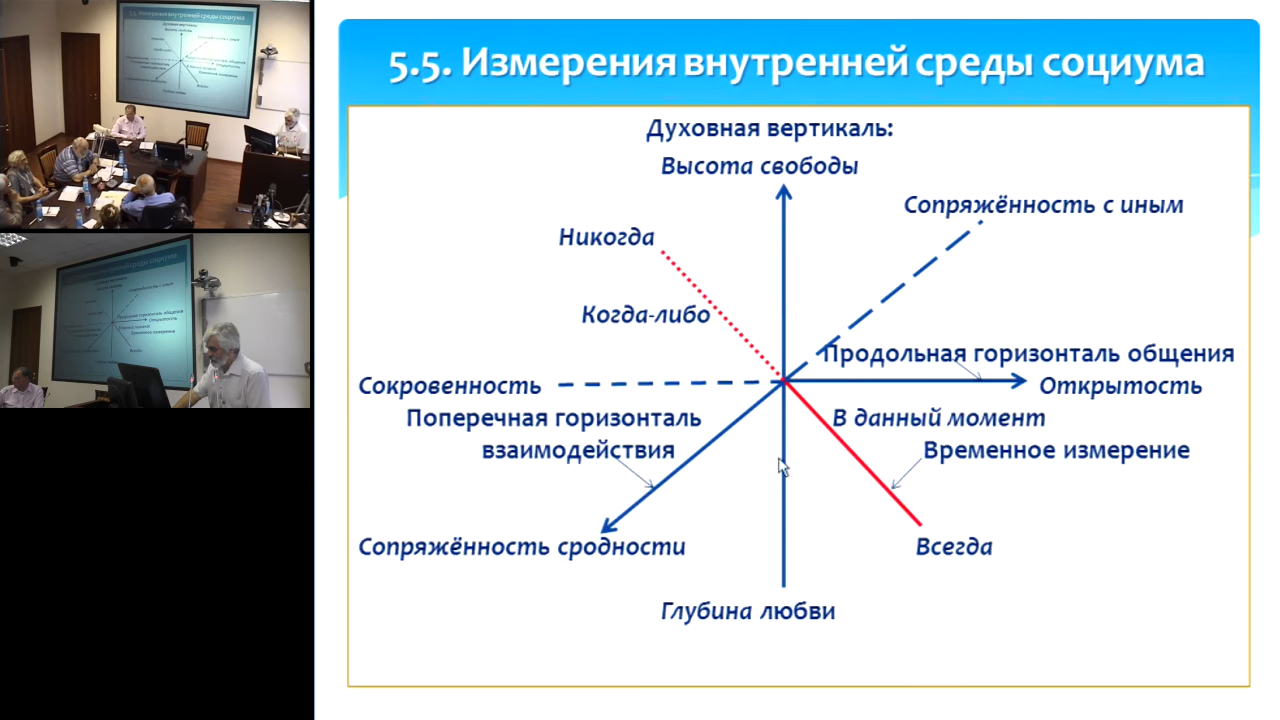 5.5. Измерения внутренней среды социума
Духовная вертикаль:
Высота свободы
Сопряжённость с иным
Никогда
Когда-либо
Продольная горизонталь общения
Сокровенность
Открытость
Поперечная горизонталь
взаимодействия
В данный момент
Временное измерение
Сопряжённость сродности
Всегда
Глубина любви